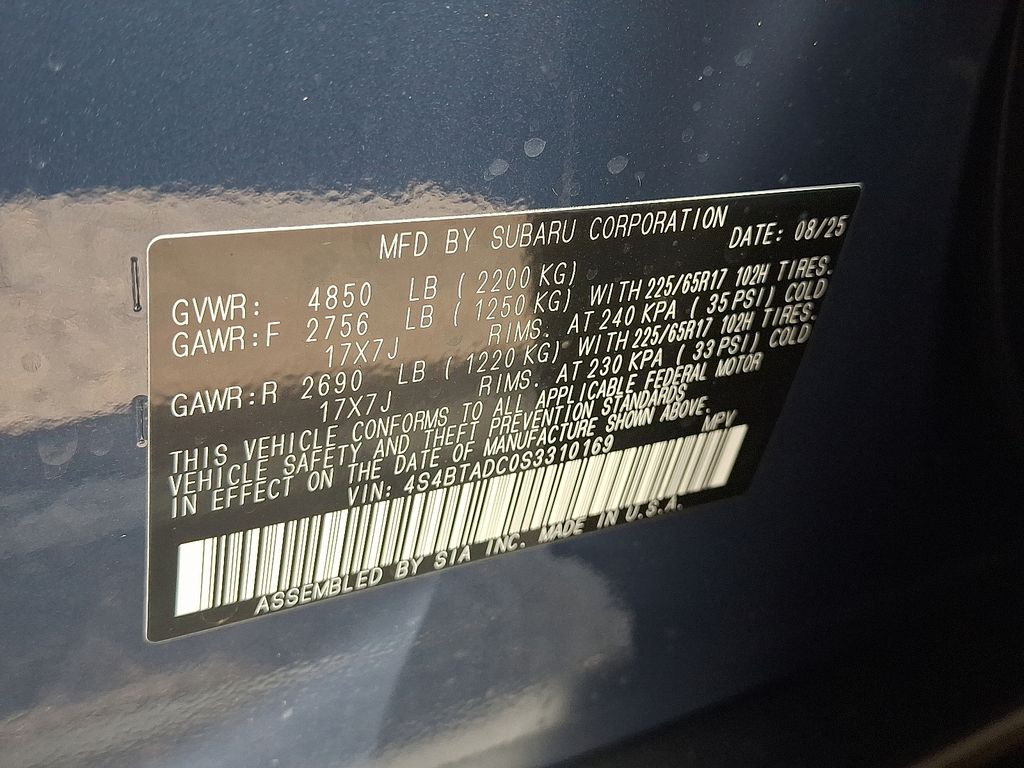 MFD BY SUBARU CORPORATION DATE: 08/25
GVWR: 4850 LB ( 2200 KG)
GAWR:F 2756 LB ( 1250 KG) WITH 225/65R17 102H TIRES.
17X7J RIMS. AT 240 KPA ( 35 PSI) COLD
GAWR:R 2690 LB ( 1220 KG) WITH 225/65R17 102H TIRES.
17X7J RIMS. AT 230 KPA ( 33 PSI) COLD
THIS VEHICLE CONFORMS TO ALL APPLICABLE FEDERAL MOTOR
VEHICLE SAFETY AND THEFT PREVENTION STANDARDS
IN EFFECT ON THE DATE OF MANUFACTURE SHOWN ABOVE.
VIN: 4S4BTADC0S3310169 MPV
ASSEMBLED BY SIA INC. MADE IN U.S.A.